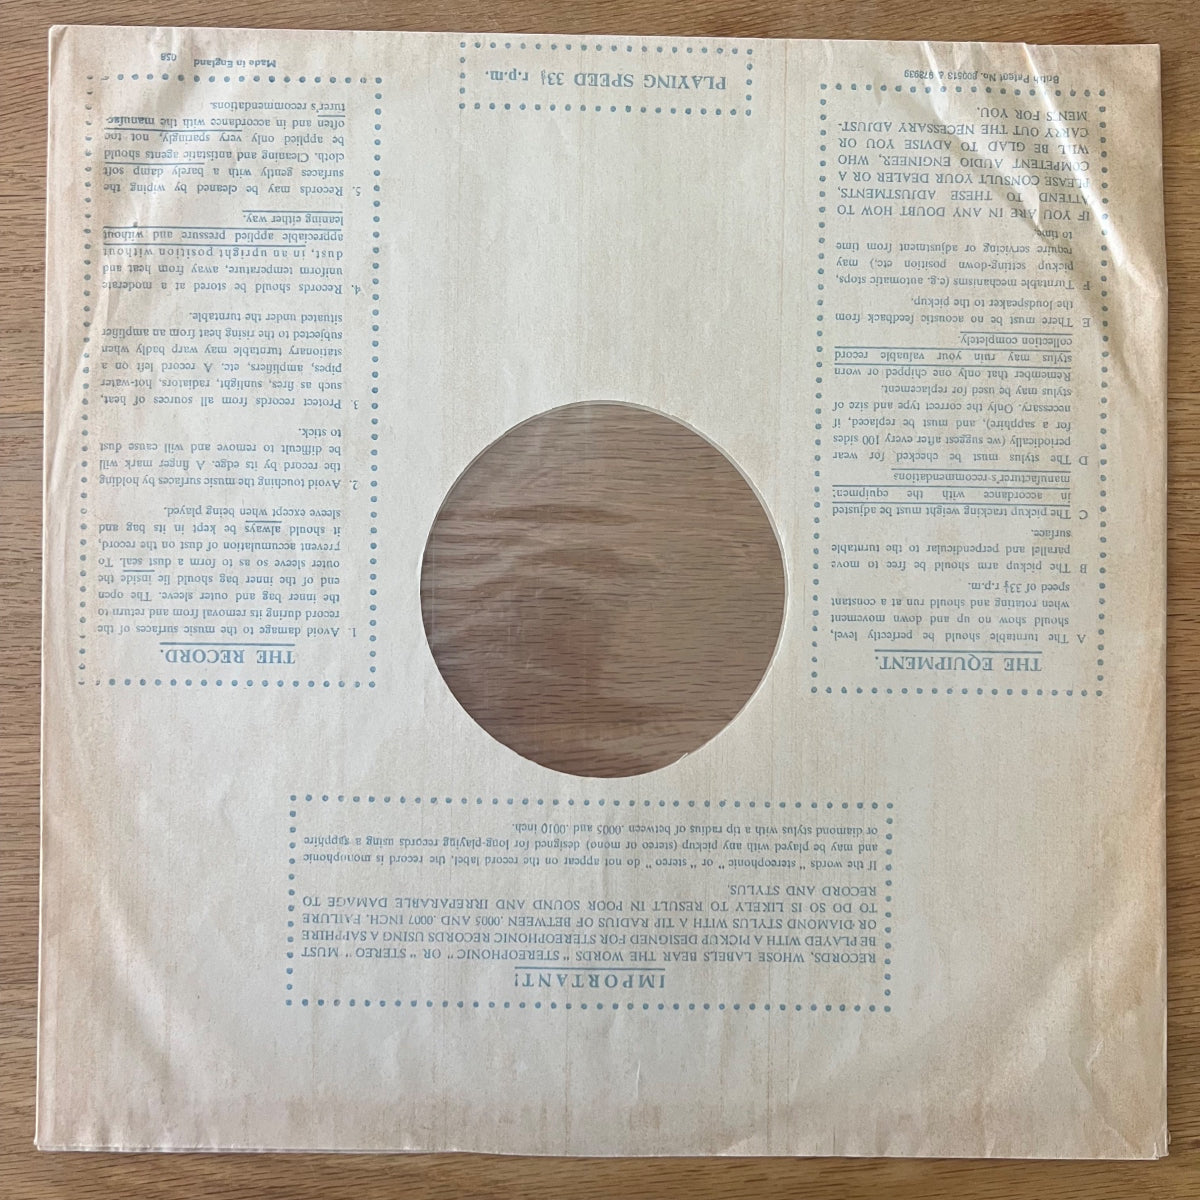 IMPORTANT!
RECORDS, WHOSE LABELS BEAR THE WORDS "STEREOPHONIC" OR "STEREO" MUST
BE PLAYED WITH A PICKUP DESIGNED FOR STEREOPHONIC RECORDS USING A SAPPHIRE
OR DIAMOND STYLUS WITH A TIP RADIUS OF BETWEEN .0005 AND .0007 INCH. FAILURE
TO DO SO IS LIKELY TO RESULT IN POOR SOUND AND IRREPARABLE DAMAGE TO
RECORD AND STYLUS.
If the words "stereophonic" or "stereo" do not appear on the record label, the record is monophonic
and may be played with any pickup (stereo or mono) designed for long-playing records using a sapphire
or diamond stylus with a tip radius of between .0005 and .0010 inch.
THE EQUIPMENT.
A The turntable should be perfectly level,
should show no up and down movement
when rotating and should run at a constant
speed of 33⅓ r.p.m.
B The pickup arm should be free to move
parallel and perpendicular to the turntable
surface.
C The pickup tracking weight must be adjusted
in accordance with the equipment
manufacturer's recommendations
D The stylus must be checked for wear
periodically (we suggest after every 100 sides
for a sapphire), and must be replaced, if
necessary. Only the correct type and size of
stylus may be used for replacement.
Remember that only one chipped or worn
stylus may ruin your valuable record
collection completely.
E There must be no acoustic feedback from
the loudspeaker to the pickup.
F Turntable mechanisms (e.g. automatic stops,
pickup setting-down position etc.) may
require servicing or adjustment from time
to time.
IF YOU ARE IN ANY DOUBT HOW TO
ATTEND TO THESE ADJUSTMENTS,
PLEASE CONSULT YOUR DEALER OR A
COMPETENT AUDIO ENGINEER, WHO
WILL BE GLAD TO ADVISE YOU OR
CARRY OUT THE NECESSARY ADJUST-
MENTS FOR YOU.
British Patent No. 800513 & 978939
THE RECORD.
1. Avoid damage to the music surfaces of the
record during its removal from and return to
the inner bag and outer sleeve. The open
end of the inner bag should lie inside the
outer sleeve so as to form a dust seal. To
prevent accumulation of dust on the record,
it should always be kept in its bag and
sleeve except when being played.
2. Avoid touching the music surfaces by holding
the record by its edge. A finger mark will
be difficult to remove and will cause dust
to stick.
3. Protect records from all sources of heat,
such as fires, sunlight, radiators, hot-water
pipes, amplifiers, etc. A record left on a
stationary turntable may warp badly when
subjected to the rising heat from an amplifier
situated under the turntable.
4. Records should be stored at a moderate
uniform temperature, away from heat and
dust, in an upright position without
appreciable applied pressure and without
leaning either way.
5. Records may be cleaned by wiping the
surfaces gently with a barely damp soft
cloth. Cleaning and antistatic agents should
be applied only very sparingly, not too
often and in accordance with the manufac-
turer's recommendations.
Made in England 058
PLAYING SPEED 33⅓ r.p.m.